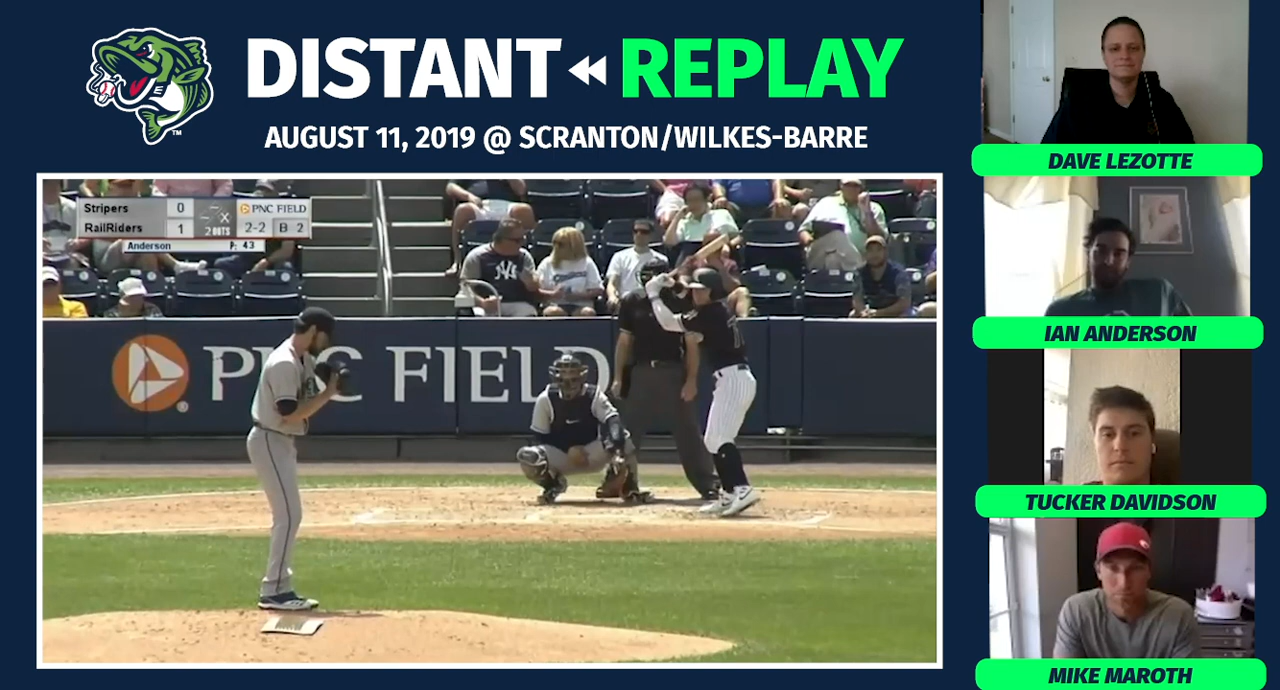 DISTANT REPLAY
AUGUST 11, 2019 @ SCRANTON/WILKES-BARRE
TM
Stripers 0
RailRiders 1
2 OUTS
PNC FIELD
2-2 B 2
Anderson P: 43
PNC FIELD
®
DAVE LEZOTTE
IAN ANDERSON
TUCKER DAVIDSON
MIKE MAROTH